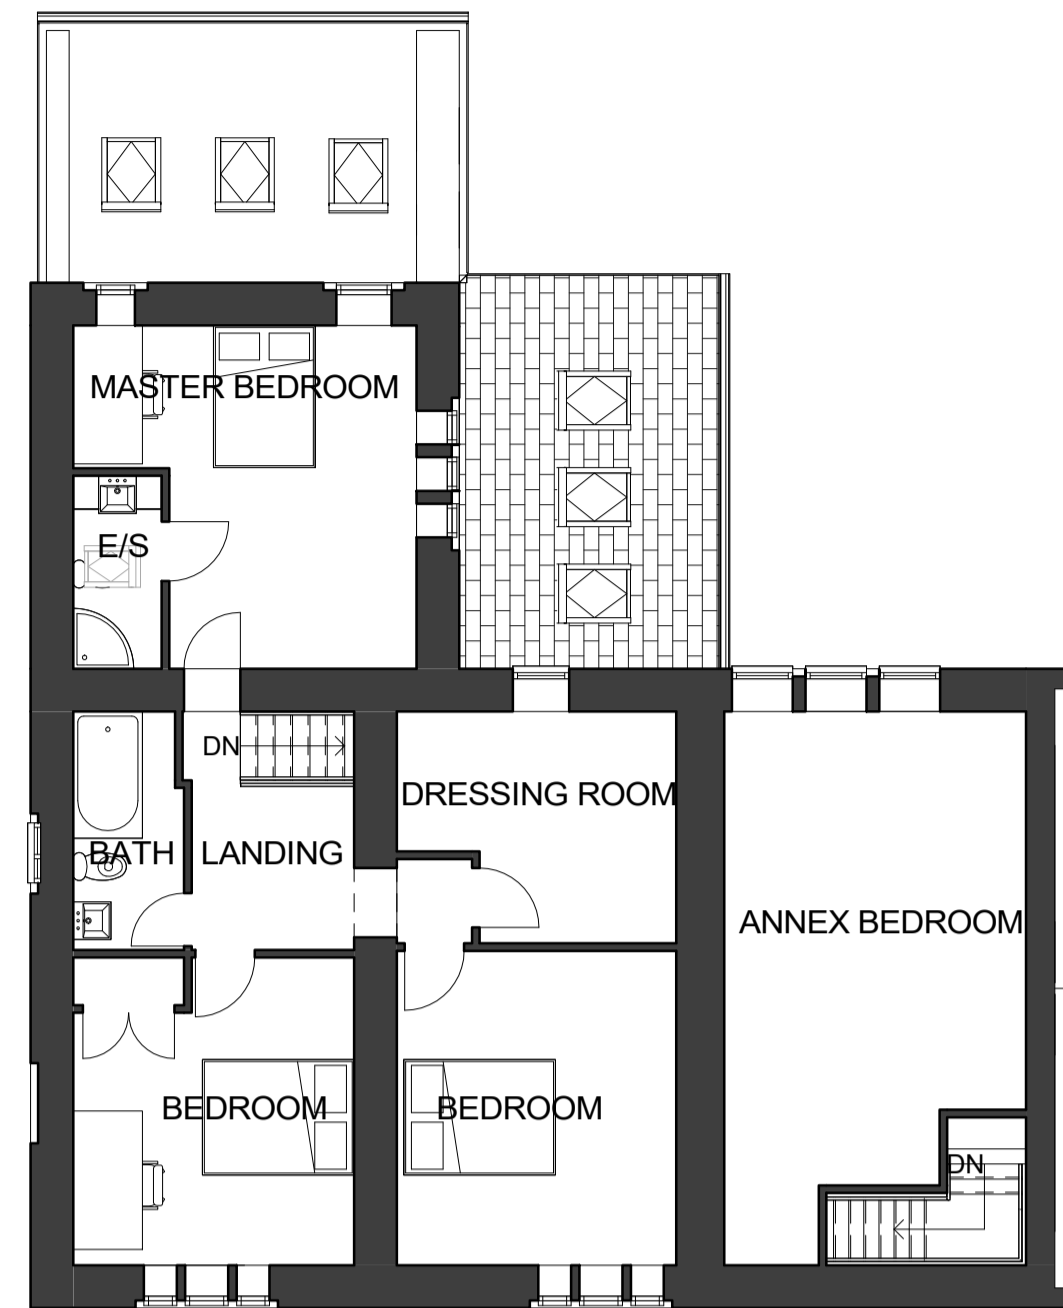 MASTER BEDROOM
E/S
DN
DRESSING ROOM
BATH
LANDING
ANNEX BEDROOM
BEDROOM
BEDROOM
DN